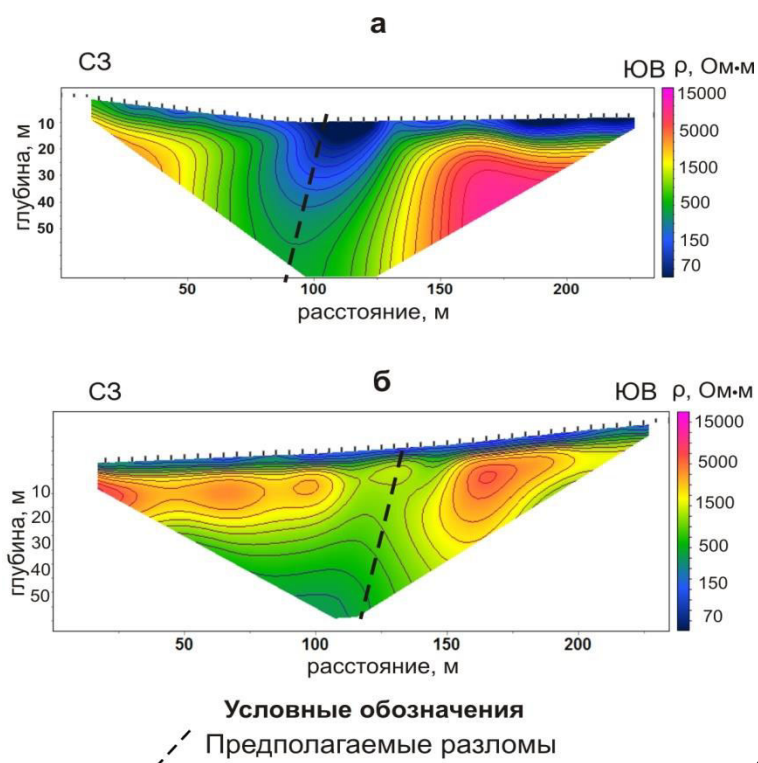 а
СЗ
ЮВ ρ, Ом•м
15000
5000
1500
500
150
70
10
20
30
40
50
глубина, м
50 100 150 200
расстояние, м
б
СЗ
ЮВ ρ, Ом•м
15000
5000
1500
500
150
70
10
20
30
40
50
глубина, м
50 100 150 200
расстояние, м
Условные обозначения
Предполагаемые разломы